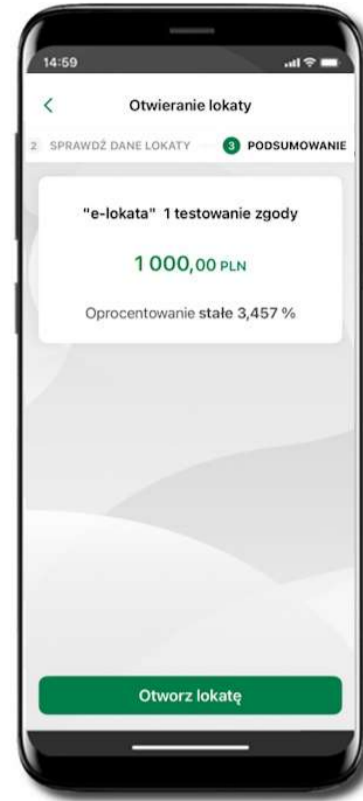 14:59
Otwieranie lokaty
2 SPRAWDŹ DANE LOKATY 3 PODSUMOWANIE
"e-lokata" 1 testowanie zgody
1 000,00 PLN
Oprocentowanie stałe 3,457 %
Otworz lokatę